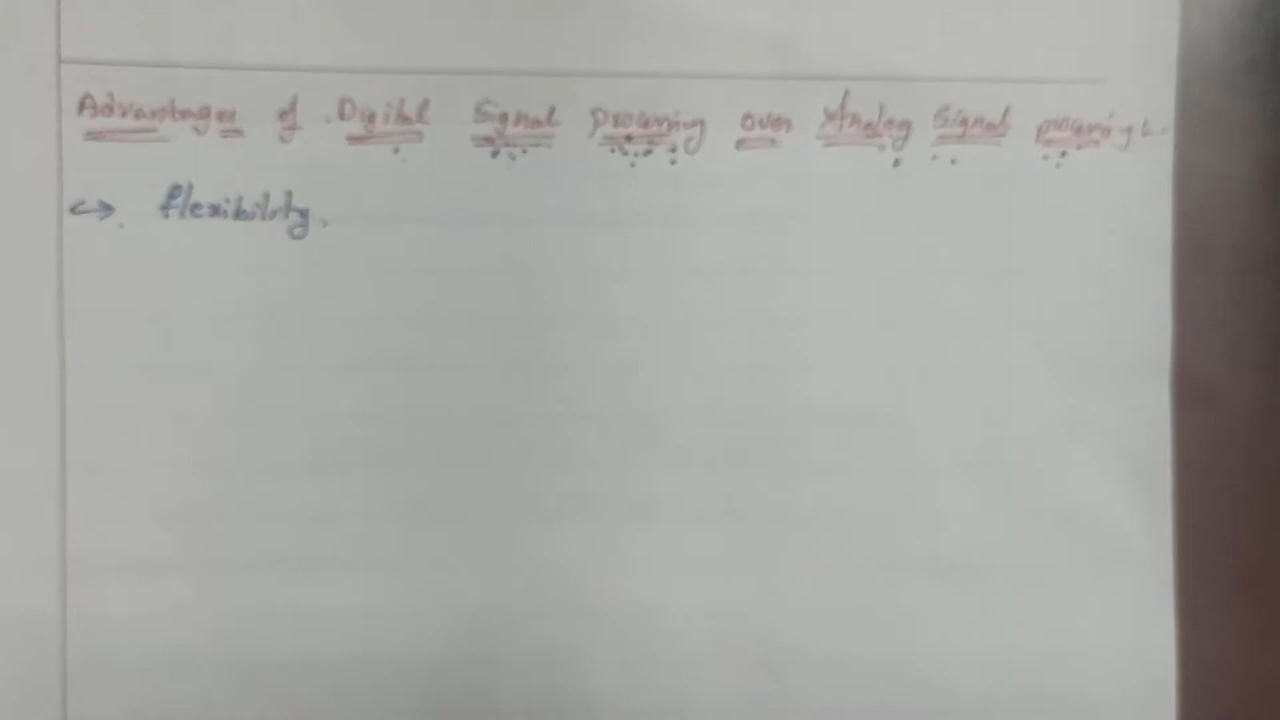 Advantages of Digital Signal processing over Analog Signal processing:-
↔ flexibility.